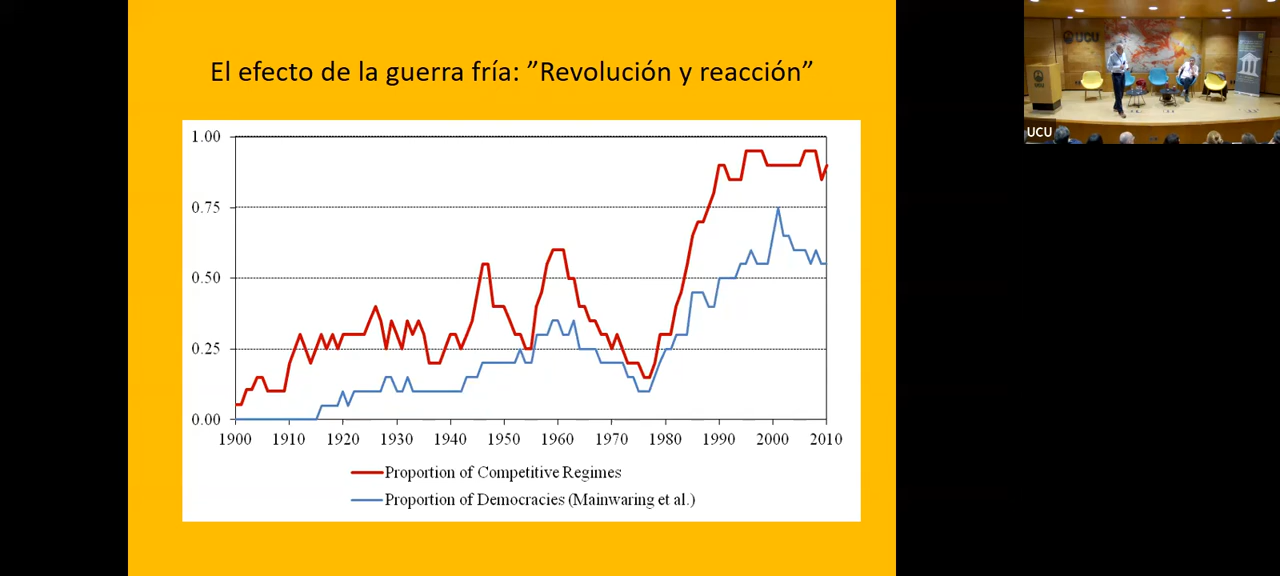 El efecto de la guerra fría: ”Revolución y reacción”
1.00
0.75
0.50
0.25
0.00
1900 1910 1920 1930 1940 1950 1960 1970 1980 1990 2000 2010
Proportion of Competitive Regimes
Proportion of Democracies (Mainwaring et al.)
UCU
UCU